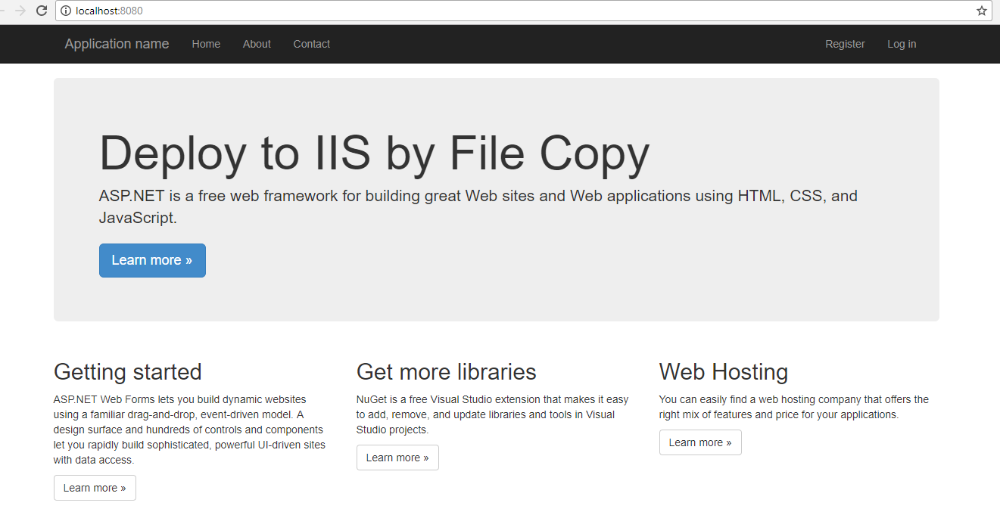 localhost:8080
Application name Home About Contact Register Log in
Deploy to IIS by File Copy
ASP.NET is a free web framework for building great Web sites and Web applications using HTML, CSS, and
JavaScript.
Learn more »
Getting started
ASP.NET Web Forms lets you build dynamic websites
using a familiar drag-and-drop, event-driven model. A
design surface and hundreds of controls and components
let you rapidly build sophisticated, powerful UI-driven sites
with data access.
Learn more »
Get more libraries
NuGet is a free Visual Studio extension that makes it easy
to add, remove, and update libraries and tools in Visual
Studio projects.
Learn more »
Web Hosting
You can easily find a web hosting company that offers the
right mix of features and price for your applications.
Learn more »